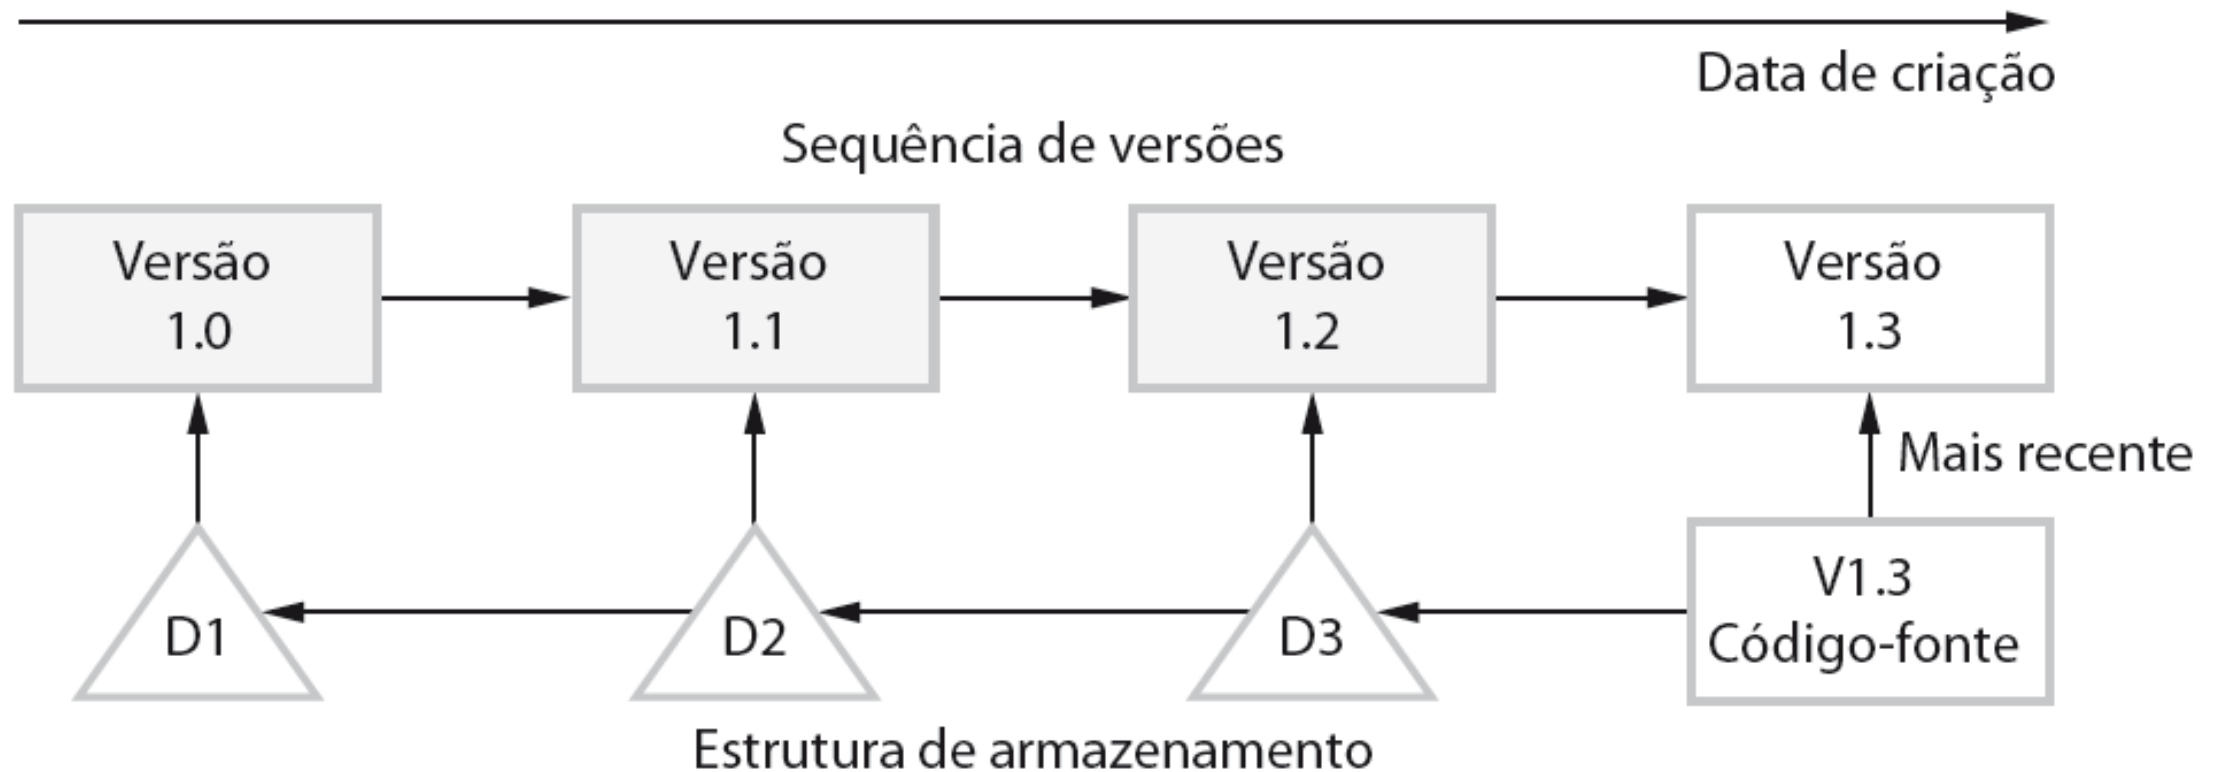 Data de criação
Sequência de versões
Versão
1.0
Versão
1.1
Versão
1.2
Versão
1.3
Mais recente
D1
D2
D3
V1.3
Código-fonte
Estrutura de armazenamento